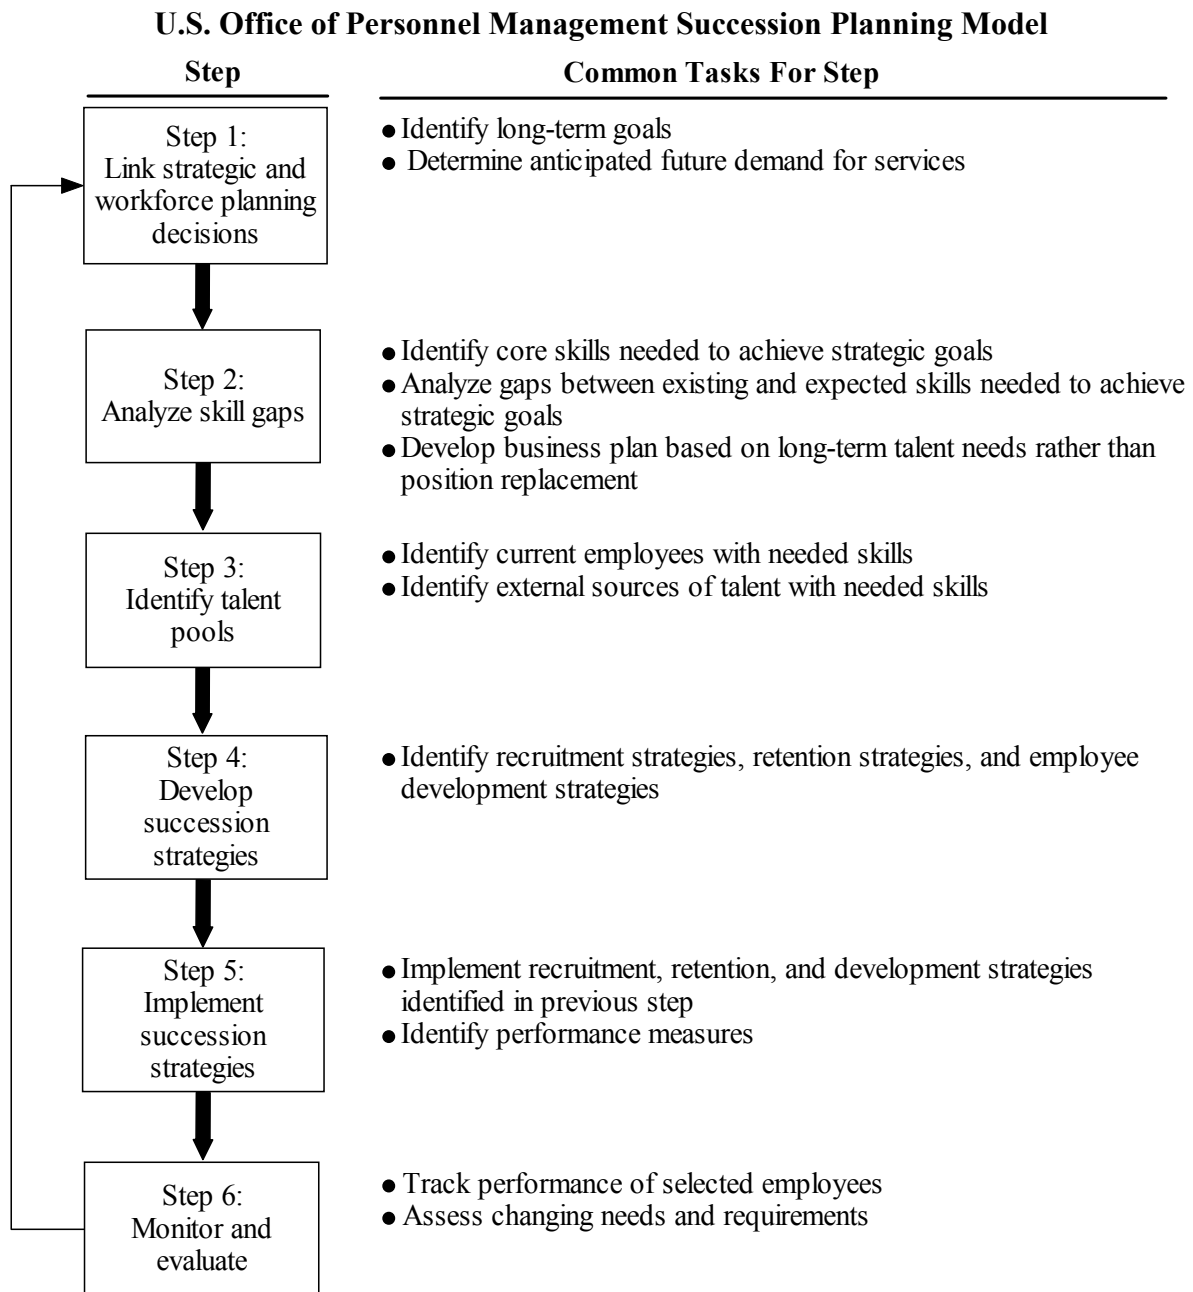 U.S. Office of Personnel Management Succession Planning Model
Step
Common Tasks For Step
Step 1:
Link strategic and
workforce planning
decisions
● Identify long-term goals
● Determine anticipated future demand for services
Step 2:
Analyze skill gaps
● Identify core skills needed to achieve strategic goals
● Analyze gaps between existing and expected skills needed to achieve
strategic goals
● Develop business plan based on long-term talent needs rather than
position replacement
Step 3:
Identify talent
pools
● Identify current employees with needed skills
● Identify external sources of talent with needed skills
Step 4:
Develop
succession
strategies
● Identify recruitment strategies, retention strategies, and employee
development strategies
Step 5:
Implement
succession
strategies
● Implement recruitment, retention, and development strategies
identified in previous step
● Identify performance measures
Step 6:
Monitor and
evaluate
● Track performance of selected employees
● Assess changing needs and requirements